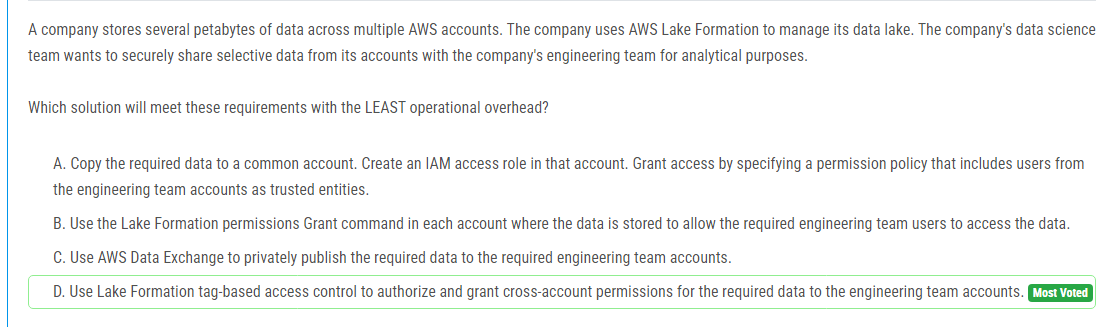 A company stores several petabytes of data across multiple AWS accounts. The company uses AWS Lake Formation to manage its data lake. The company's data science
team wants to securely share selective data from its accounts with the company's engineering team for analytical purposes.
Which solution will meet these requirements with the LEAST operational overhead?
A. Copy the required data to a common account. Create an IAM access role in that account. Grant access by specifying a permission policy that includes users from
the engineering team accounts as trusted entities.
B. Use the Lake Formation permissions Grant command in each account where the data is stored to allow the required engineering team users to access the data.
C. Use AWS Data Exchange to privately publish the required data to the required engineering team accounts.
D. Use Lake Formation tag-based access control to authorize and grant cross-account permissions for the required data to the engineering team accounts. Most Voted